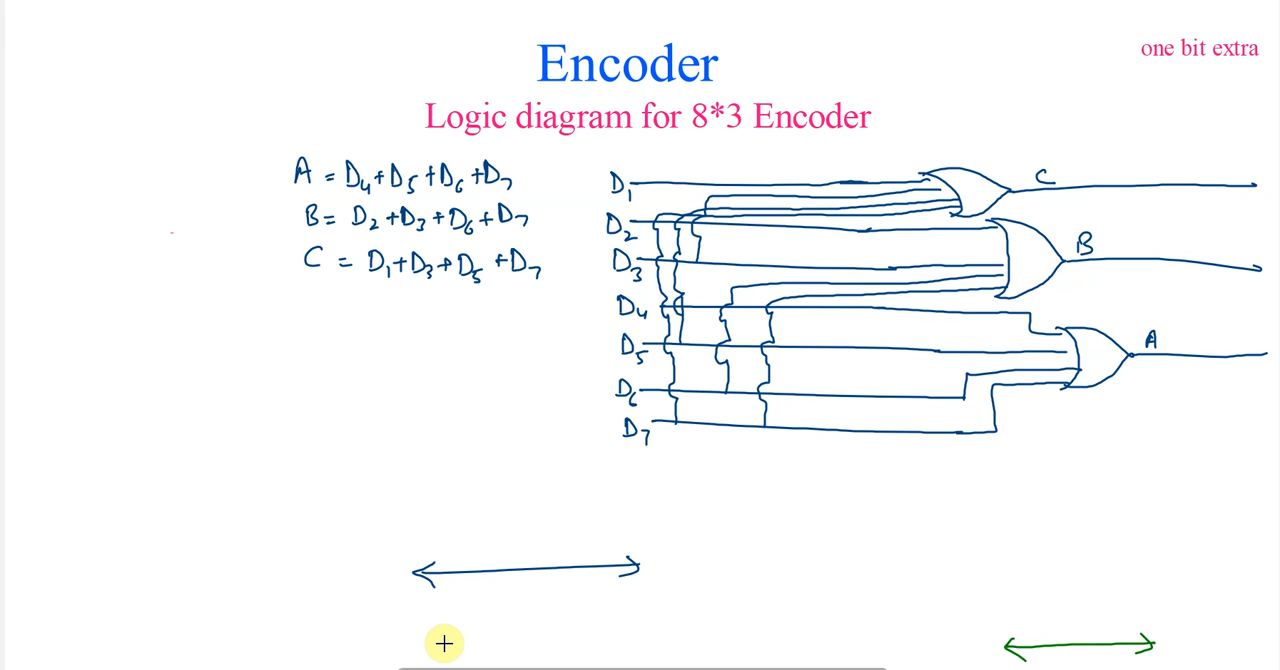 one bit extra
Encoder
Logic diagram for 8*3 Encoder
A = D4+D5+D6+D7
B = D2+D3+D6+D7
C = D1+D3+D5+D7
D1
D2
D3
D4
D5
D6
D7
C
B
A